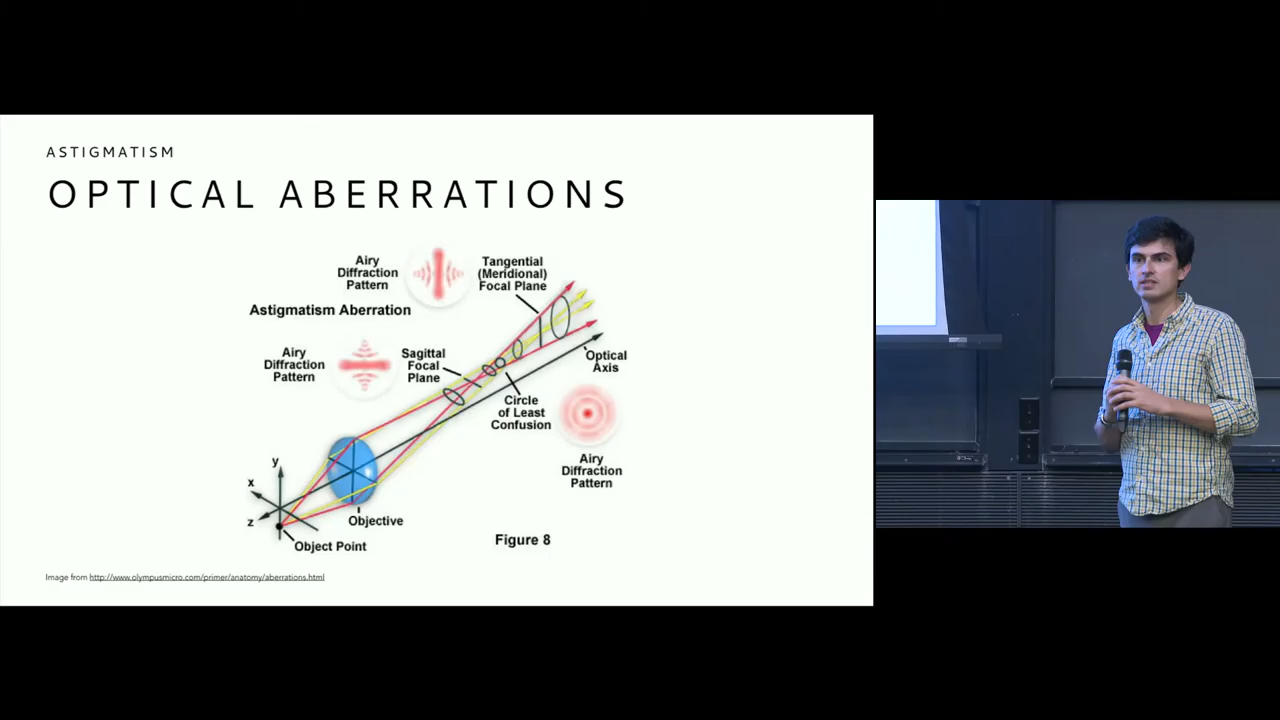 ASTIGMATISM
OPTICAL ABERRATIONS
Airy
Diffraction
Pattern
Tangential
(Meridional)
Focal Plane
Astigmatism Aberration
Airy
Diffraction
Pattern
Sagittal
Focal
Plane
Optical
Axis
Circle
of Least
Confusion
Airy
Diffraction
Pattern
y
x
z
Objective
Object Point
Figure 8
Image from http://www.olympusmicro.com/primer/anatomy/aberrations.html